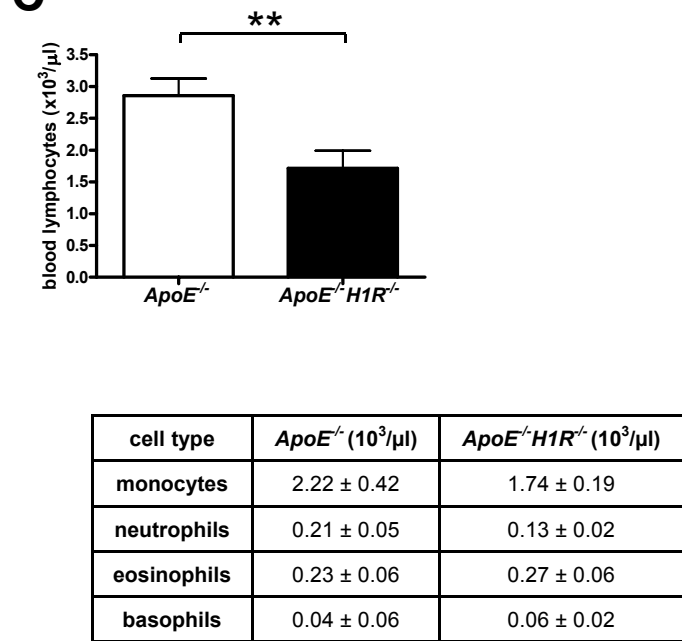 **
blood lymphocytes (x10³/µl)
3.5
3.0
2.5
2.0
1.5
1.0
0.5
0.0
ApoE⁻/⁻ ApoE⁻/⁻H1R⁻/⁻
cell type ApoE⁻/⁻ (10³/µl) ApoE⁻/⁻H1R⁻/⁻ (10³/µl)
monocytes 2.22 ± 0.42 1.74 ± 0.19
neutrophils 0.21 ± 0.05 0.13 ± 0.02
eosinophils 0.23 ± 0.06 0.27 ± 0.06
basophils 0.04 ± 0.06 0.06 ± 0.02